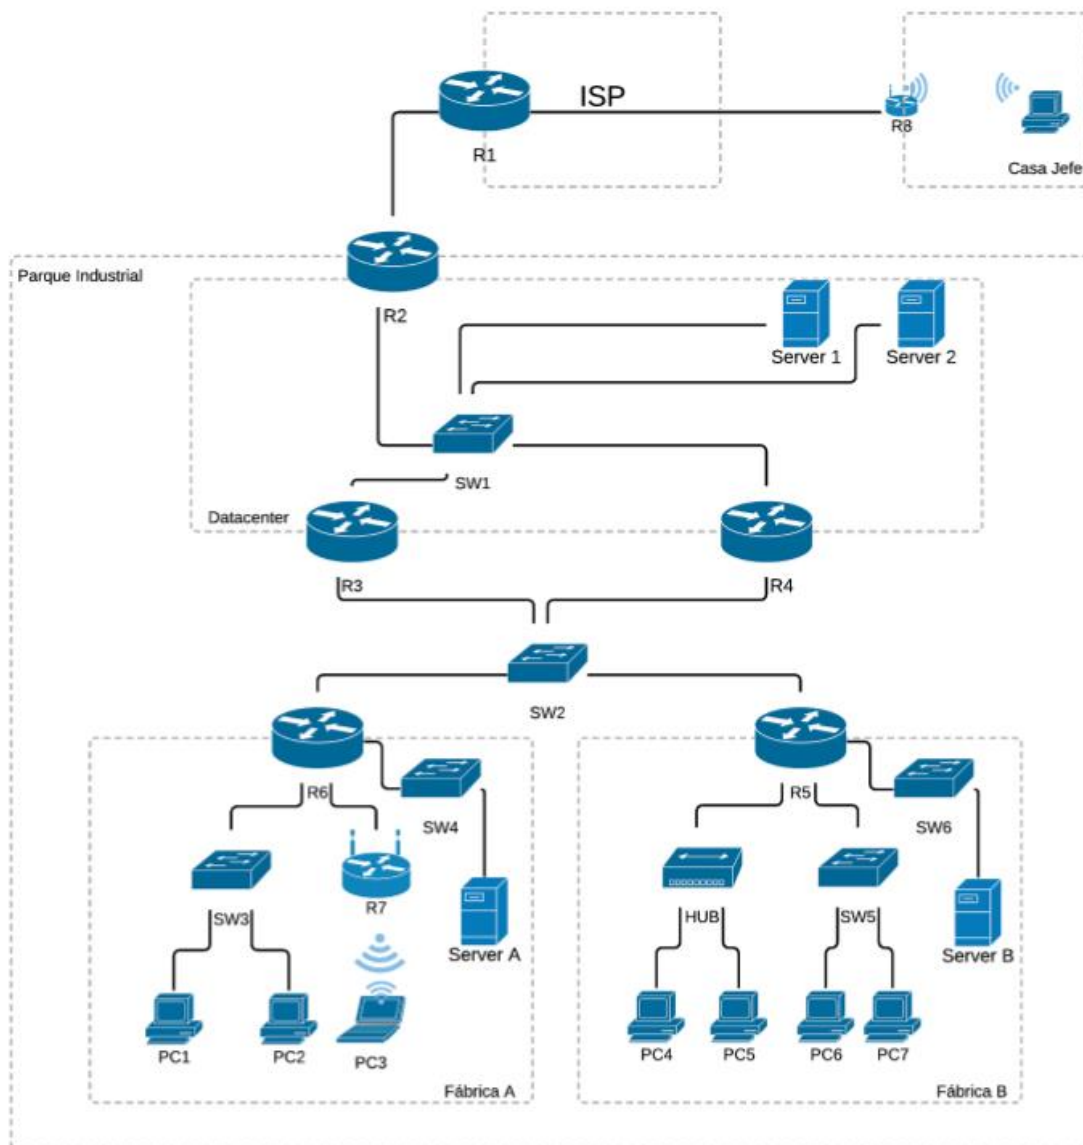 ISP
R1
R8
Casa Jefe
Parque Industrial
R2
Server 1
Server 2
SW1
Datacenter
R3
R4
SW2
R6
SW4
R5
SW6
SW3
R7
Server A
HUB
SW5
Server B
PC1
PC2
PC3
PC4
PC5
PC6
PC7
Fábrica A
Fábrica B